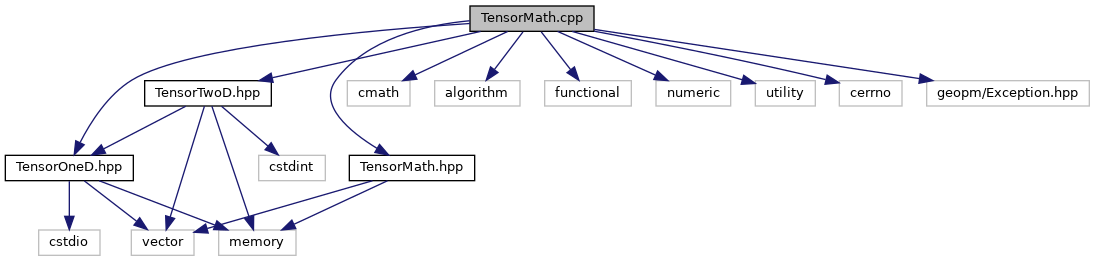 TensorMath.cpp
TensorTwoD.hpp
cmath
algorithm
functional
numeric
utility
cerrno
geopm/Exception.hpp
TensorOneD.hpp
cstdint
TensorMath.hpp
cstdio
vector
memory